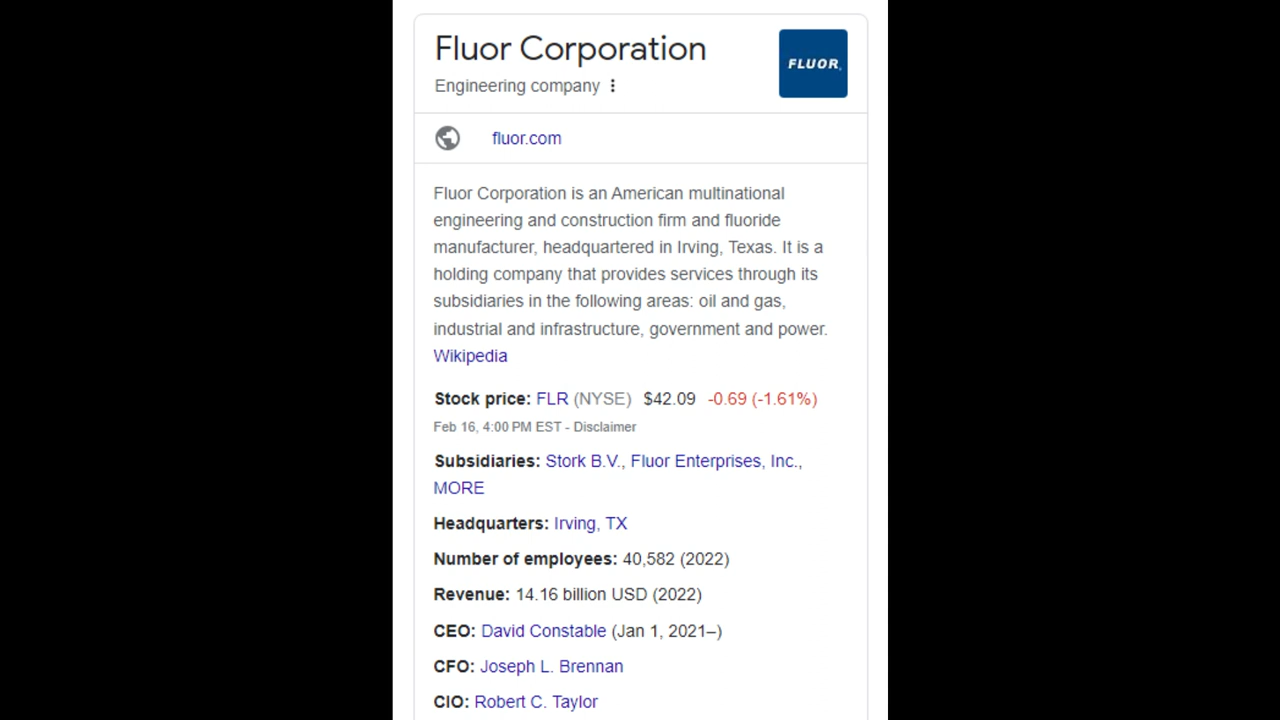 Fluor Corporation
Engineering company
FLUOR
fluor.com
Fluor Corporation is an American multinational
engineering and construction firm and fluoride
manufacturer, headquartered in Irving, Texas. It is a
holding company that provides services through its
subsidiaries in the following areas: oil and gas,
industrial and infrastructure, government and power.
Wikipedia
Stock price: FLR (NYSE) $42.09 -0.69 (-1.61%)
Feb 16, 4:00 PM EST - Disclaimer
Subsidiaries: Stork B.V., Fluor Enterprises, Inc.,
MORE
Headquarters: Irving, TX
Number of employees: 40,582 (2022)
Revenue: 14.16 billion USD (2022)
CEO: David Constable (Jan 1, 2021–)
CFO: Joseph L. Brennan
CIO: Robert C. Taylor